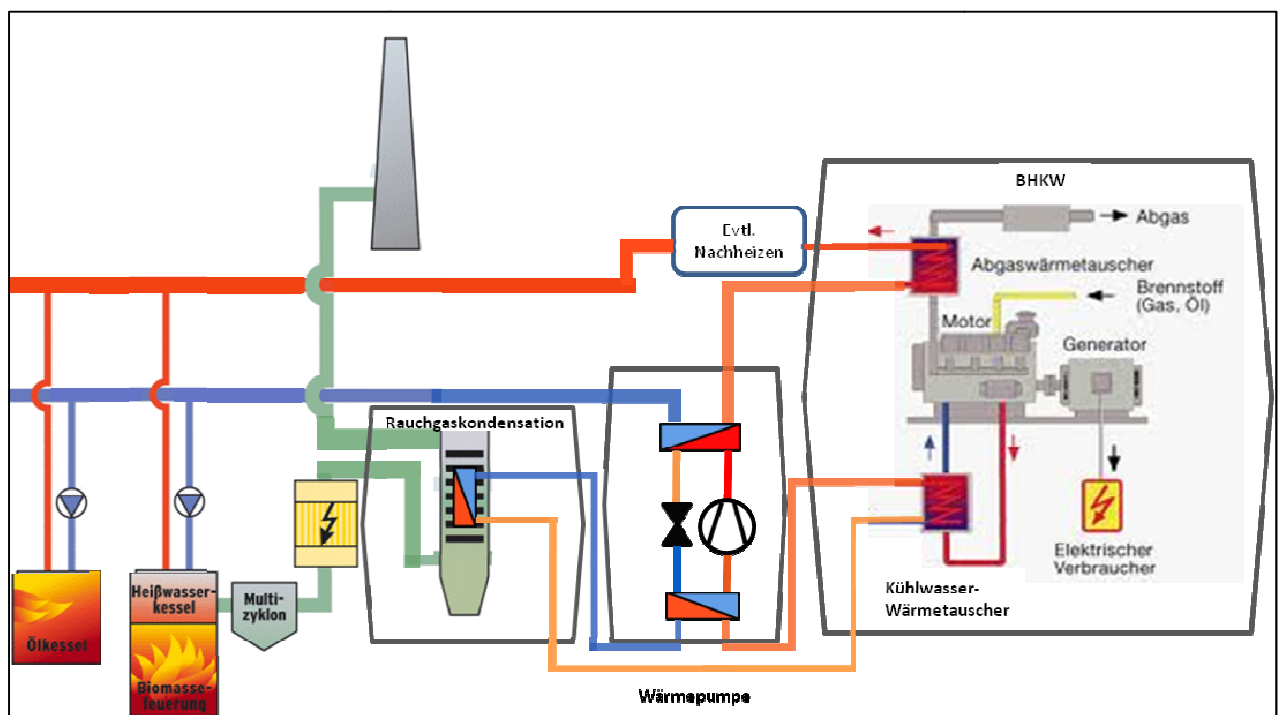 BHKW
Abgas
Evtl.
Nachheizen
Abgaswärmetauscher
Brennstoff
(Gas, Öl)
Motor
Generator
Rauchgaskondensation
Elektrischer
Verbraucher
Kühlwasser-
Wärmetauscher
Heißwasser-
kessel
Multi-
zyklon
Ölkessel
Biomasse-
feuerung
Wärmepumpe